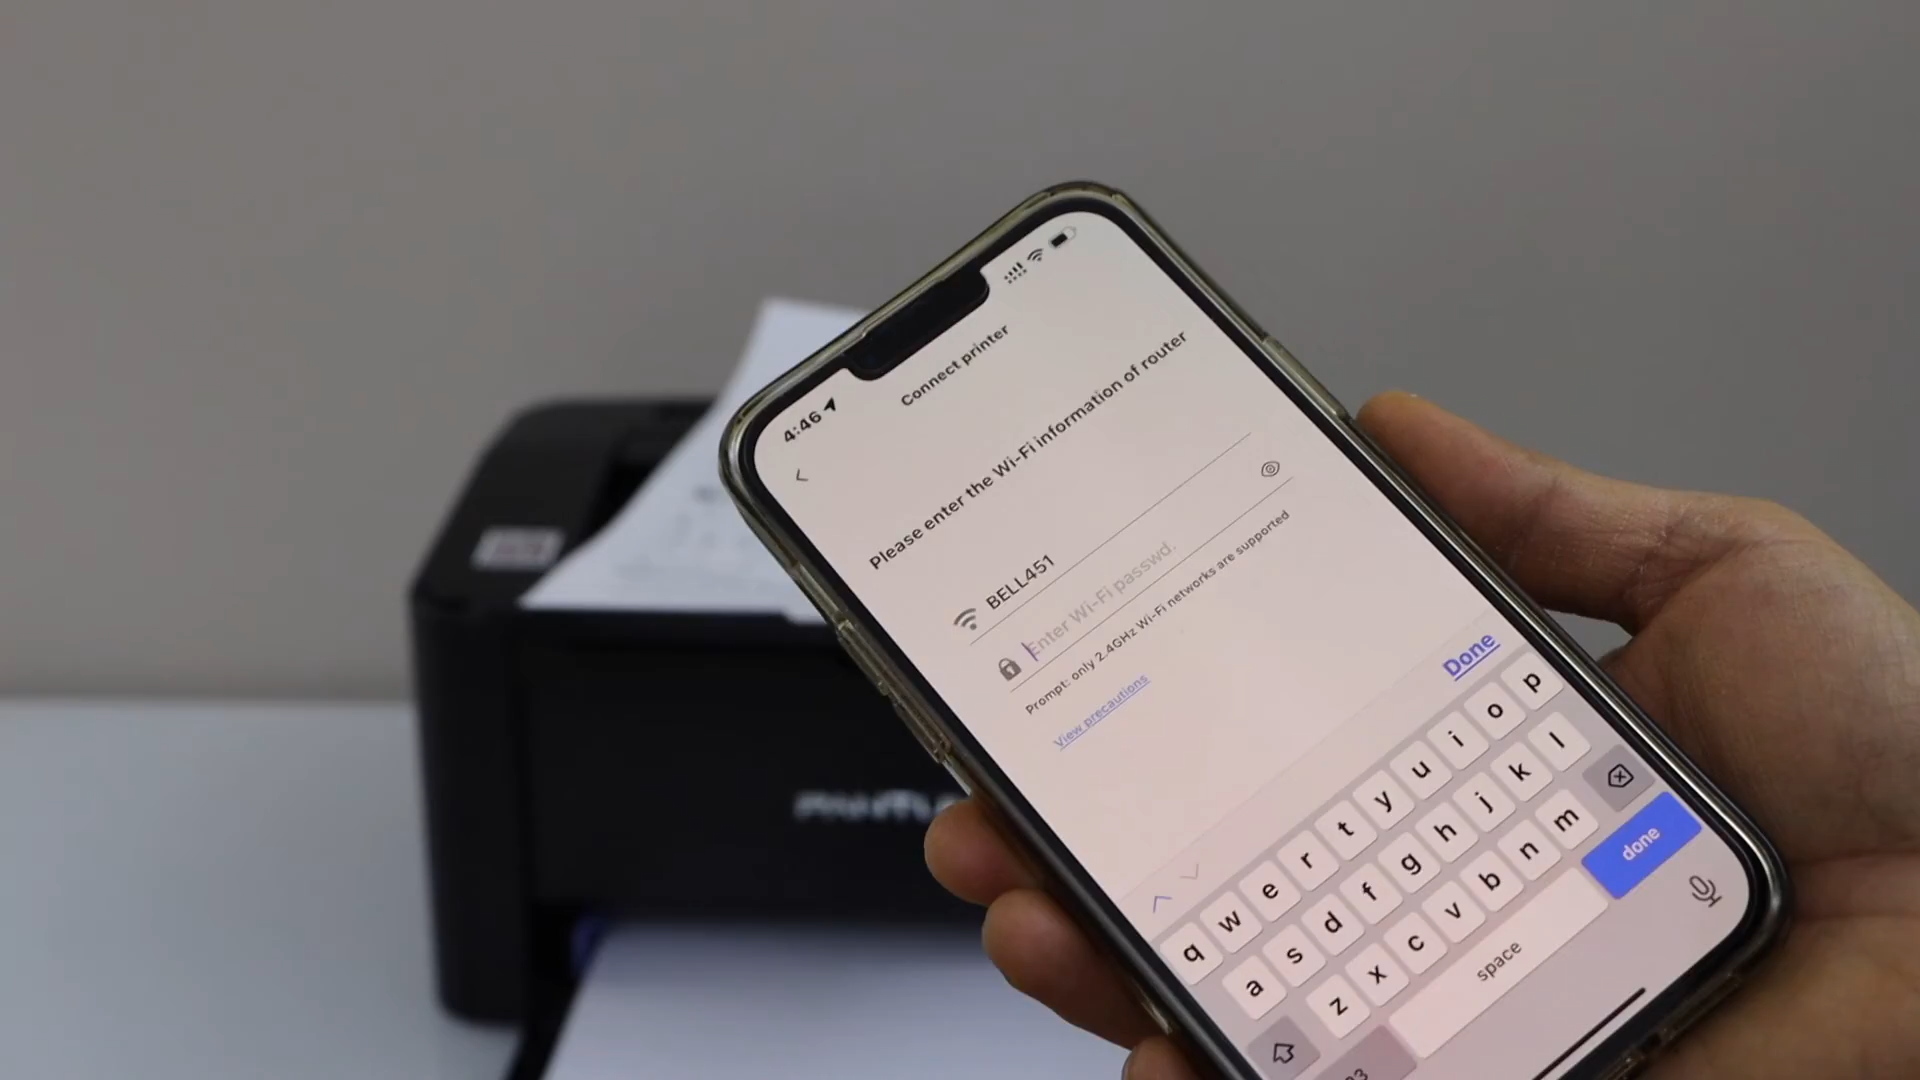 4:46
Connect printer
Please enter the Wi-Fi information of router
BELL451
Enter Wi-Fi passwd.
Prompt: only 2.4GHz Wi-Fi networks are supported
View precautions
Done
q w e r t y u i o p
a s d f g h j k l
z x c v b n m
space
done